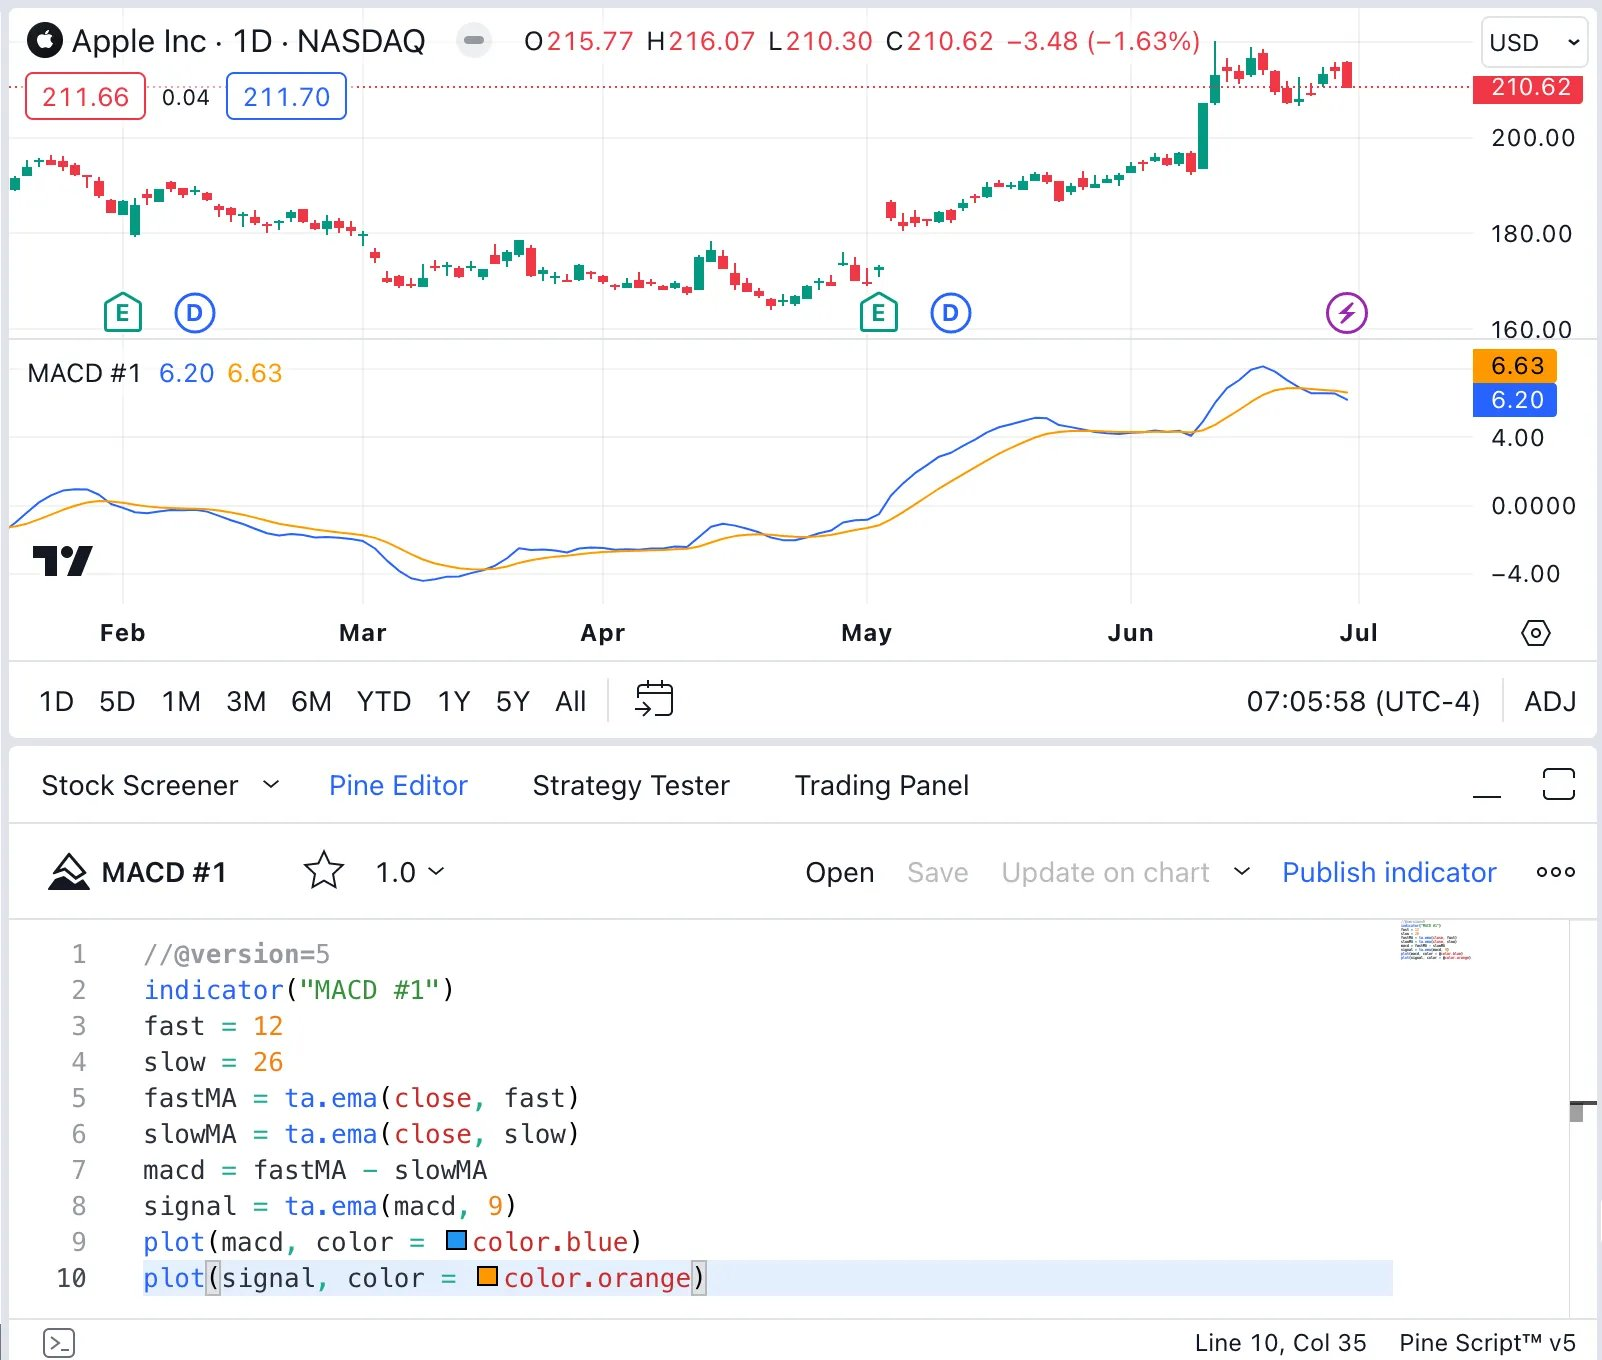 Apple Inc · 1D · NASDAQ O215.77 H216.07 L210.30 C210.62 −3.48 (−1.63%) USD
211.66 0.04 211.70 210.62
200.00
180.00
E D E D
160.00
MACD #1 6.20 6.63 6.63
6.20
4.00
0.0000
−4.00
Feb Mar Apr May Jun Jul
1D 5D 1M 3M 6M YTD 1Y 5Y All 07:05:58 (UTC-4) ADJ
Stock Screener Pine Editor Strategy Tester Trading Panel
MACD #1 1.0 Open Save Update on chart Publish indicator
1 //@version=5
2 indicator("MACD #1")
3 fast = 12
4 slow = 26
5 fastMA = ta.ema(close, fast)
6 slowMA = ta.ema(close, slow)
7 macd = fastMA − slowMA
8 signal = ta.ema(macd, 9)
9 plot(macd, color = color.blue)
10 plot(signal, color = color.orange)
Line 10, Col 35 Pine Script™ v5